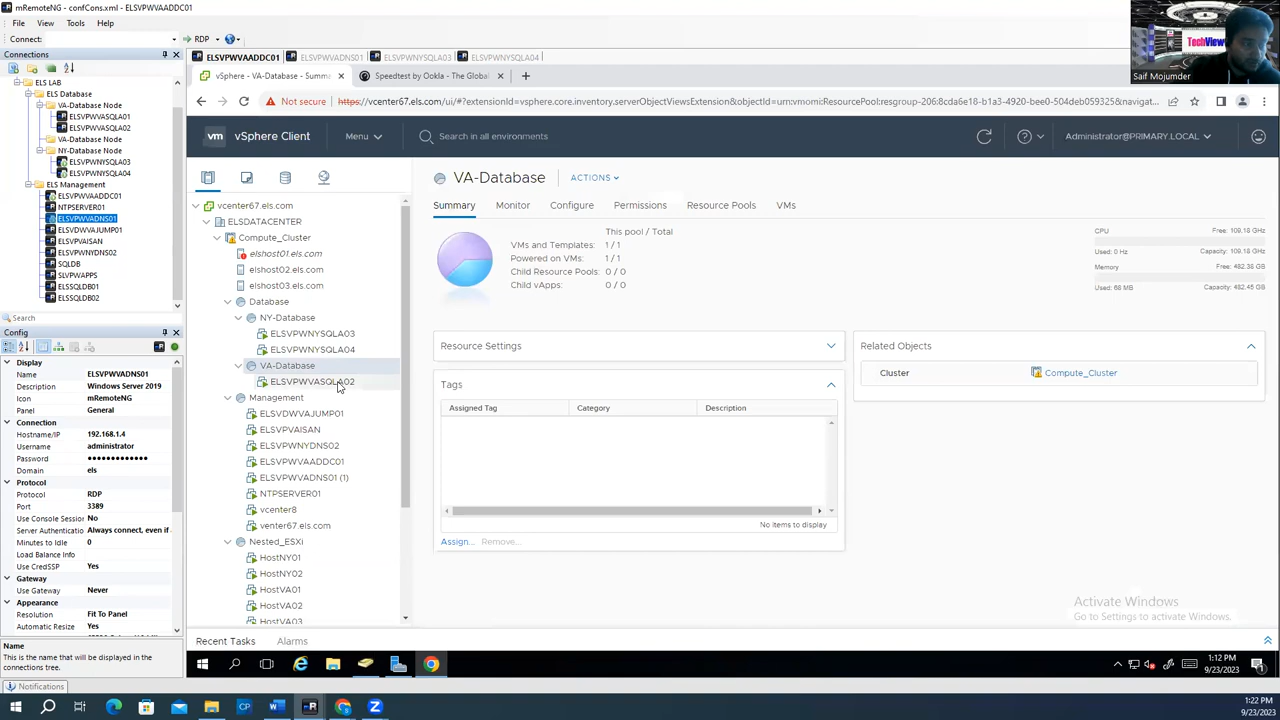 mRemoteNG - confCons.xml - ELSVPWVAADDC01
File View Tools Help
Connect: RDP
Connections
ELS LAB
ELS Database
VA-Database Node
ELSVPWVASQLA01
ELSVPWVASQLA02
VA-Database Node
NY-Database Node
ELSVPWNYSQLA03
ELSVPWNYSQLA04
ELS Management
ELSVPWVAADDC01
NTPSERVER01
ELSVPWVADNS01
ELSVDWVAJUMP01
ELSVPVAISAN
ELSVPWNYDNS02
SQLDB
SLVPWAPPS
ELSSQLDB01
ELSSQLDB02
Search
Config
Display
Name ELSVPWVADNS01
Description Windows Server 2019
Icon mRemoteNG
Panel General
Connection
Hostname/IP 192.168.1.4
Username administrator
Password •••••••••••••
Domain els
Protocol
Protocol RDP
Port 3389
Use Console Session No
Server Authentication Always connect, even if a
Minutes to Idle 0
Load Balance Info
Use CredSSP Yes
Gateway
Use Gateway Never
Appearance
Resolution Fit To Panel
Automatic Resize Yes
Name
This is the name that will be displayed in the connections tree.
Notifications
ELSVPWVAADDC01 ELSVPWVADNS01 ELSVPWNYSQLA03 ELSVPWNYSQLA04
vSphere - VA-Database - Summa Speedtest by Ookla - The Global
Not secure https://vcenter67.els.com/ui/#?extensionId=vsphere.core.inventory.serverObjectViewsExtension&objectId=urn:vmomi:ResourcePool:resgroup-206:8cda6e18-b1a3-4920-bee0-504deb059325&navigat...
vm vSphere Client Menu Search in all environments Administrator@PRIMARY.LOCAL
vcenter67.els.com
ELSDATACENTER
Compute_Cluster
elshost01.els.com
elshost02.els.com
elshost03.els.com
Database
NY-Database
ELSVPWNYSQLA03
ELSVPWNYSQLA04
VA-Database
ELSVPWVASQLA02
Management
ELSVDWVAJUMP01
ELSVPVAISAN
ELSVPWNYDNS02
ELSVPWVAADDC01
ELSVPWVADNS01 (1)
NTPSERVER01
vcenter8
venter67.els.com
Nested_ESXi
HostNY01
HostNY02
HostVA01
HostVA02
HostVA03
VA-Database ACTIONS
Summary Monitor Configure Permissions Resource Pools VMs
This pool / Total
VMs and Templates: 1 / 1
Powered on VMs: 1 / 1
Child Resource Pools: 0 / 0
Child vApps: 0 / 0
CPU Free: 109.18 GHz
Used: 0 Hz Capacity: 109.18 GHz
Memory Free: 482.38 GB
Used: 68 MB Capacity: 482.45 GB
Resource Settings
Tags
Assigned Tag Category Description
No items to display
Assign... Remove...
Related Objects
Cluster Compute_Cluster
Activate Windows
Go to Settings to activate Windows.
Recent Tasks Alarms
1:12 PM
9/23/2023
1:22 PM
9/23/2023
TechView
Saif Mojumder